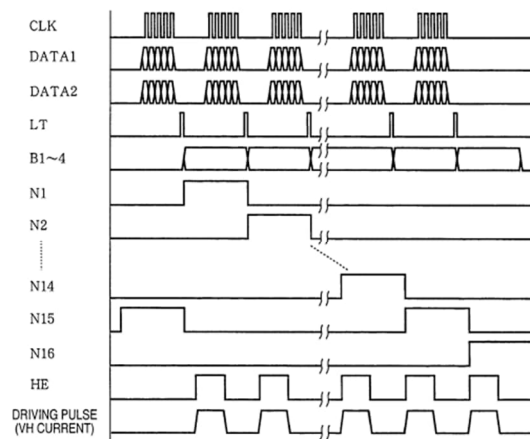 CLK
DATA1
DATA2
LT
B1~4
N1
N2
N14
N15
N16
HE
DRIVING PULSE
(VH CURRENT)